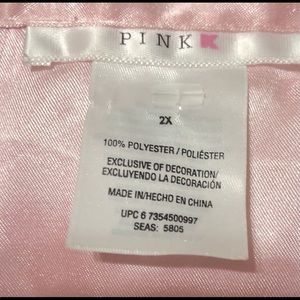 PINK K
2X
100% POLYESTER / POLIÉSTER
EXCLUSIVE OF DECORATION/
EXCLUYENDO LA DECORACIÓN
MADE IN/HECHO EN CHINA
UPC 6 7354500997
SEAS: 5805